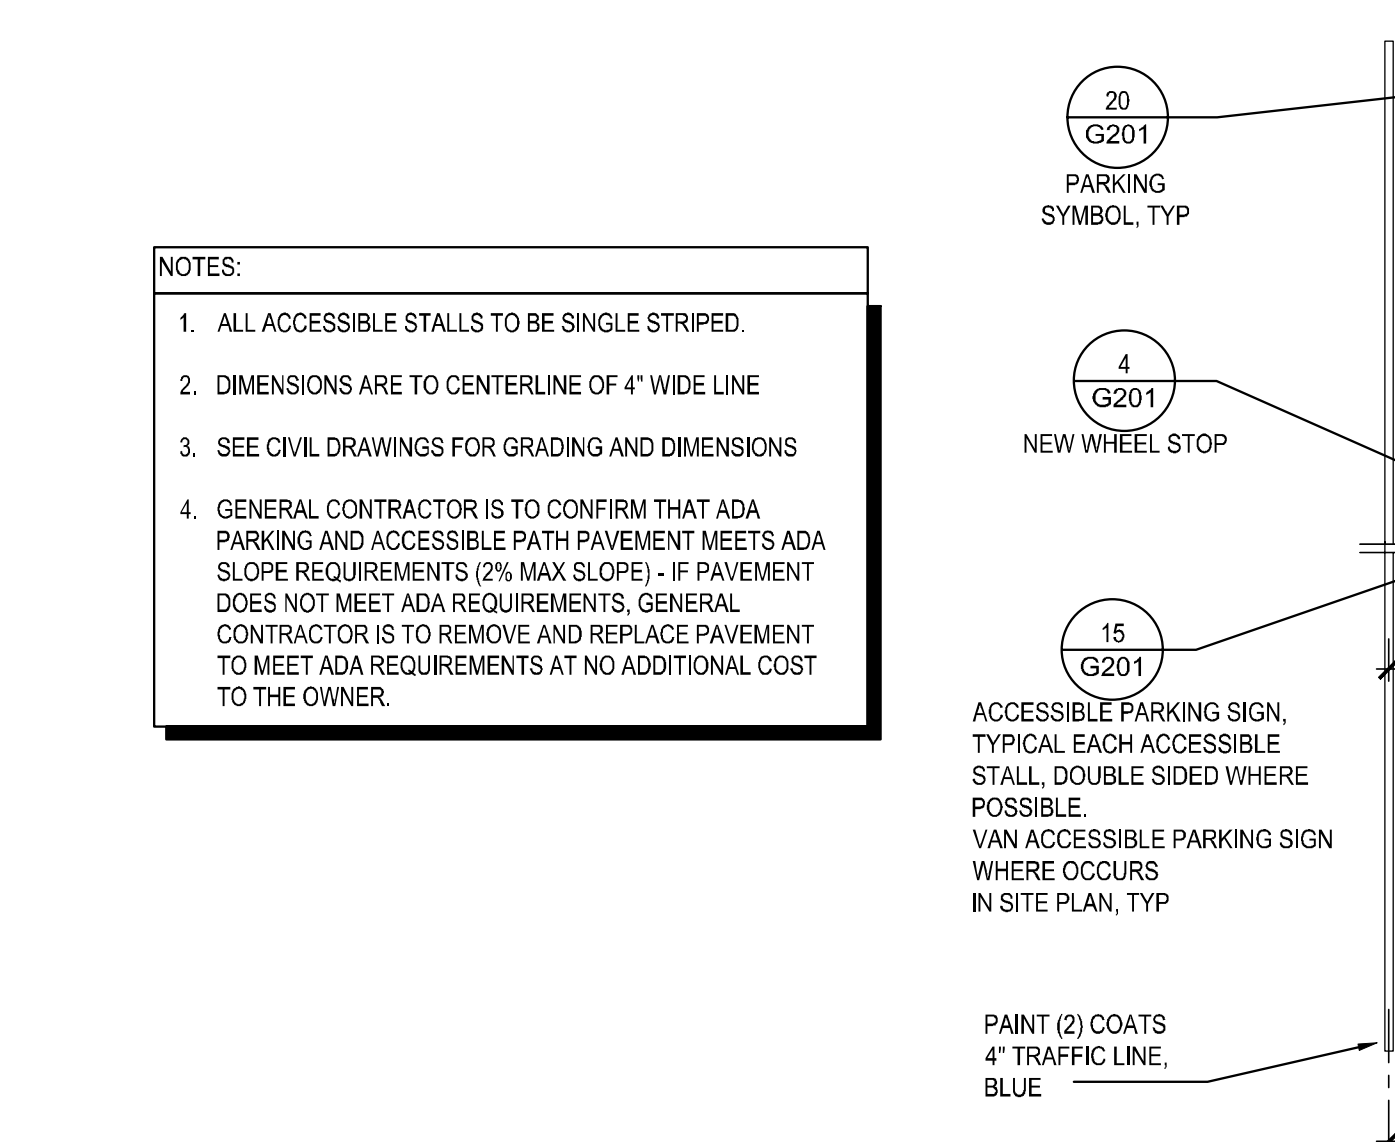 20
G201
PARKING
SYMBOL, TYP
NOTES:
1. ALL ACCESSIBLE STALLS TO BE SINGLE STRIPED.
2. DIMENSIONS ARE TO CENTERLINE OF 4" WIDE LINE
3. SEE CIVIL DRAWINGS FOR GRADING AND DIMENSIONS
4. GENERAL CONTRACTOR IS TO CONFIRM THAT ADA
PARKING AND ACCESSIBLE PATH PAVEMENT MEETS ADA
SLOPE REQUIREMENTS (2% MAX SLOPE) - IF PAVEMENT
DOES NOT MEET ADA REQUIREMENTS, GENERAL
CONTRACTOR IS TO REMOVE AND REPLACE PAVEMENT
TO MEET ADA REQUIREMENTS AT NO ADDITIONAL COST
TO THE OWNER.
4
G201
NEW WHEEL STOP
15
G201
ACCESSIBLE PARKING SIGN,
TYPICAL EACH ACCESSIBLE
STALL, DOUBLE SIDED WHERE
POSSIBLE.
VAN ACCESSIBLE PARKING SIGN
WHERE OCCURS
IN SITE PLAN, TYP
PAINT (2) COATS
4" TRAFFIC LINE,
BLUE